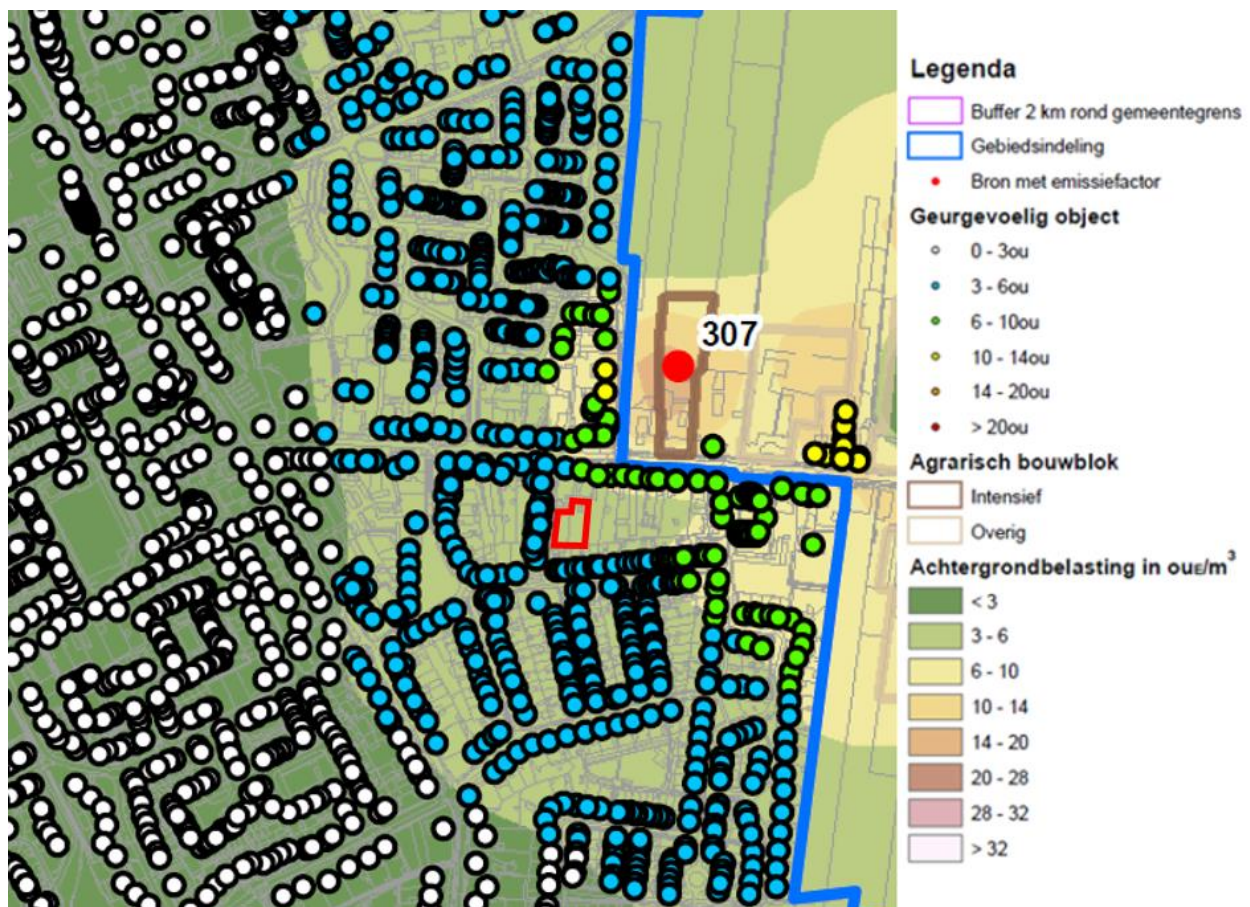 307
Legenda
Buffer 2 km rond gemeentegrens
Gebiedsindeling
Bron met emissiefactor
Geurgevoelig object
0 - 3ou
3 - 6ou
6 - 10ou
10 - 14ou
14 - 20ou
> 20ou
Agrarisch bouwblok
Intensief
Overig
Achtergrondbelasting in ouE/m³
< 3
3 - 6
6 - 10
10 - 14
14 - 20
20 - 28
28 - 32
> 32